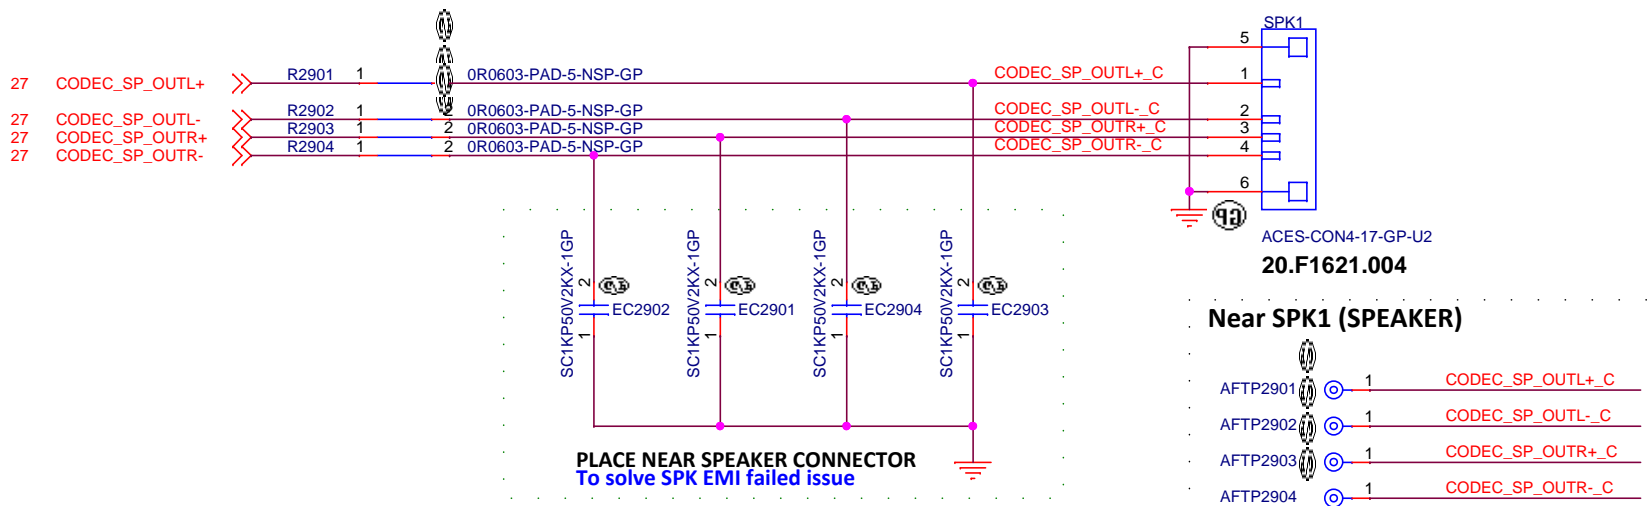 SPK1
5
27 CODEC_SP_OUTL+ R2901 1 0R0603-PAD-5-NSP-GP CODEC_SP_OUTL+_C 1
27 CODEC_SP_OUTL- R2902 1 2 0R0603-PAD-5-NSP-GP CODEC_SP_OUTL-_C 2
27 CODEC_SP_OUTR+ R2903 1 2 0R0603-PAD-5-NSP-GP CODEC_SP_OUTR+_C 3
27 CODEC_SP_OUTR- R2904 1 2 0R0603-PAD-5-NSP-GP CODEC_SP_OUTR-_C 4
6
GP
ACES-CON4-17-GP-U2
20.F1621.004
SC1KP50V2KX-1GP
2
EC2902
1
SC1KP50V2KX-1GP
2
EC2901
1
SC1KP50V2KX-1GP
2
EC2904
1
SC1KP50V2KX-1GP
2
EC2903
1
PLACE NEAR SPEAKER CONNECTOR
To solve SPK EMI failed issue
Near SPK1 (SPEAKER)
AFTP2901 1 CODEC_SP_OUTL+_C
AFTP2902 1 CODEC_SP_OUTL-_C
AFTP2903 1 CODEC_SP_OUTR+_C
AFTP2904 1 CODEC_SP_OUTR-_C